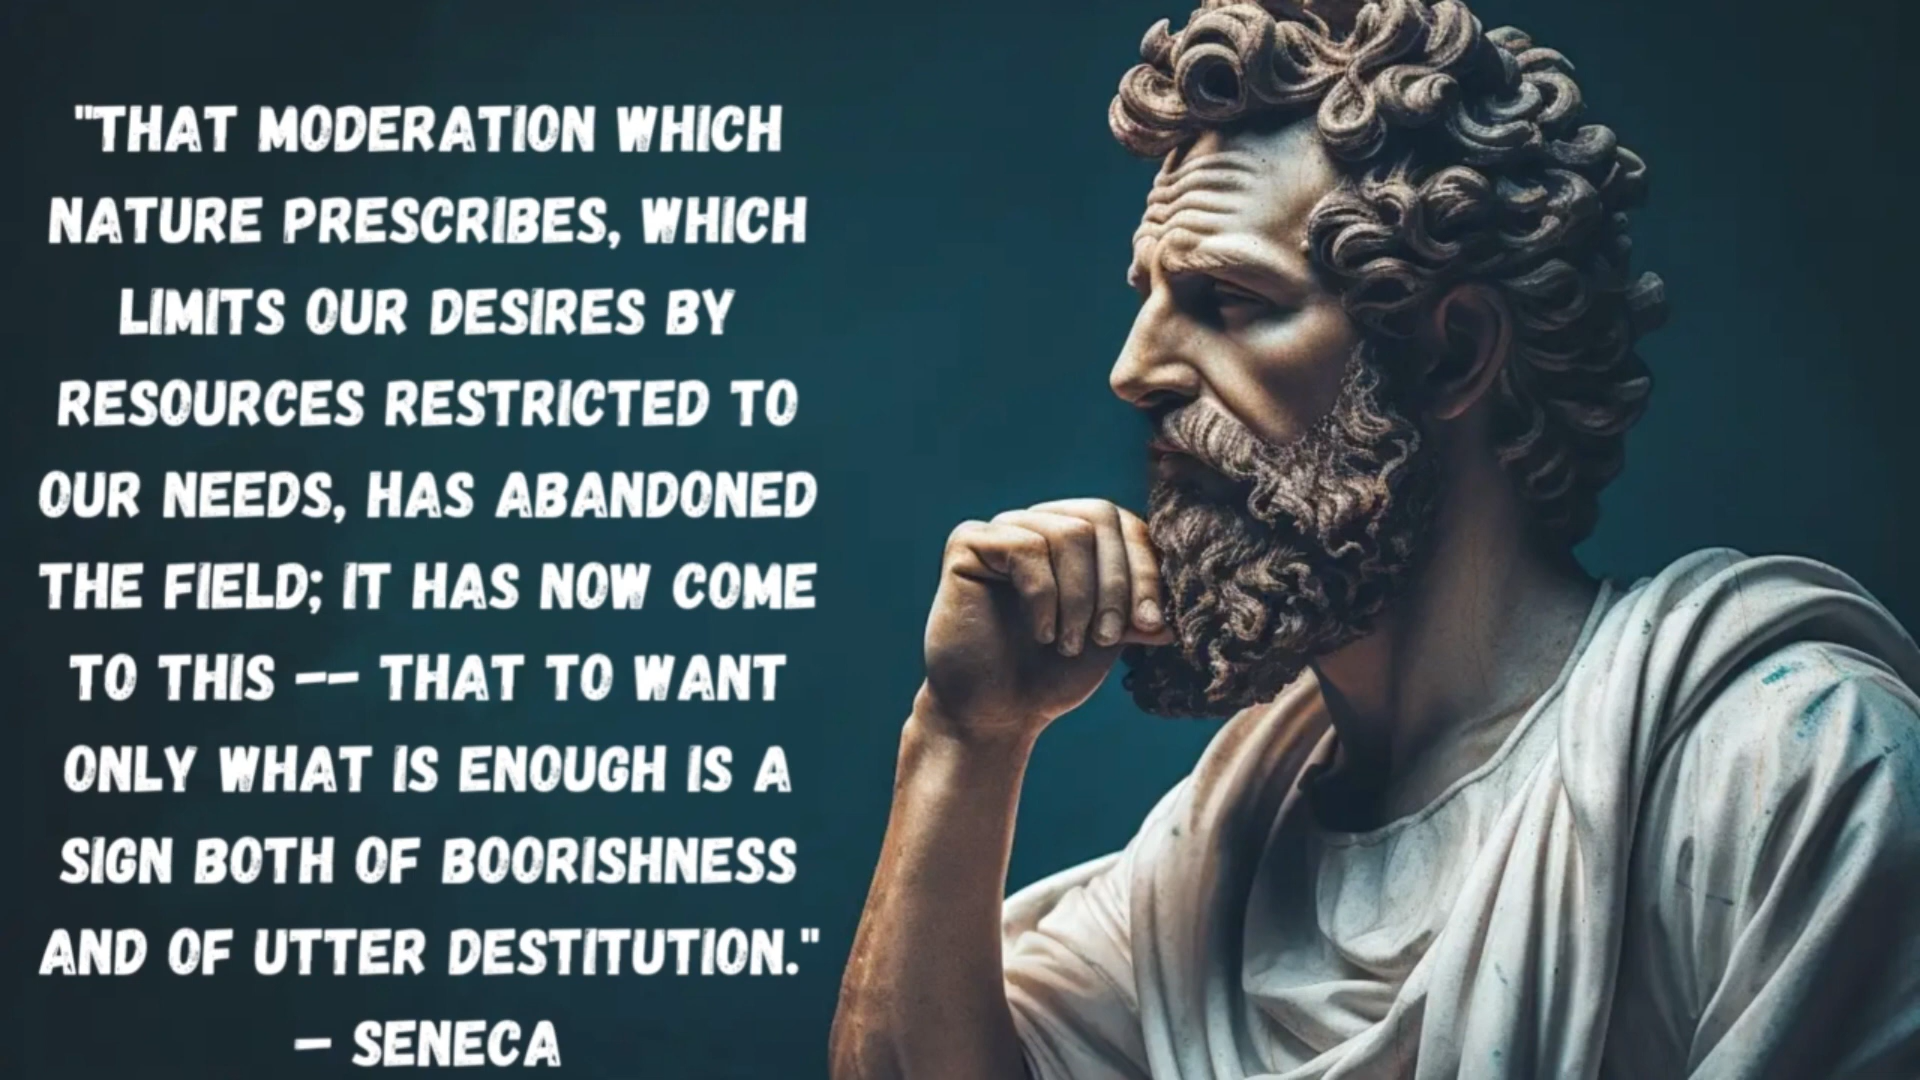 "THAT MODERATION WHICH
NATURE PRESCRIBES, WHICH
LIMITS OUR DESIRES BY
RESOURCES RESTRICTED TO
OUR NEEDS, HAS ABANDONED
THE FIELD; IT HAS NOW COME
TO THIS -- THAT TO WANT
ONLY WHAT IS ENOUGH IS A
SIGN BOTH OF BOORISHNESS
AND OF UTTER DESTITUTION."
– SENECA